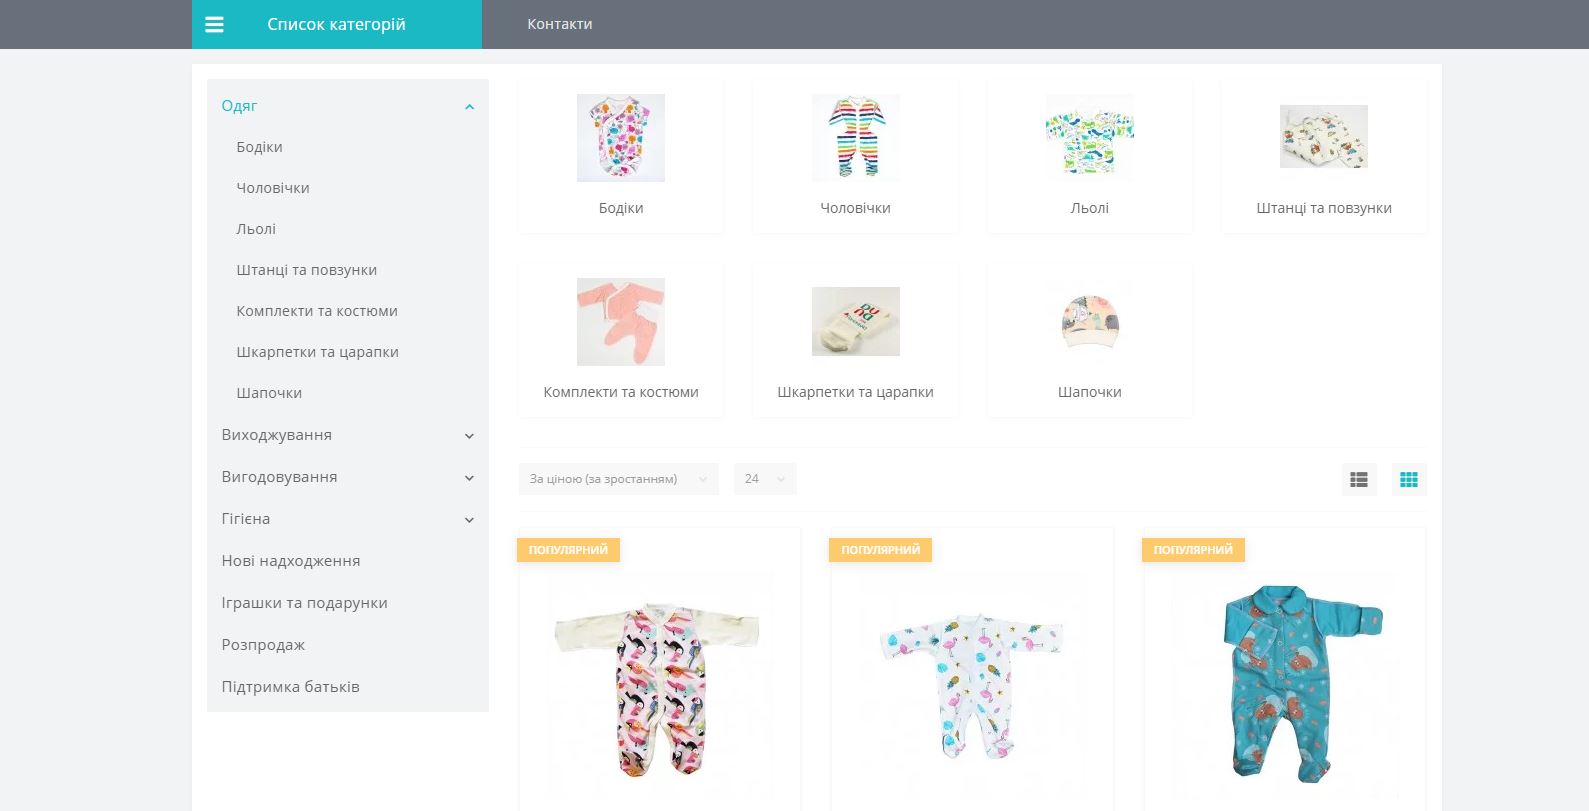 Список категорій
Контакти
Одяг
Бодіки
Чоловічки
Льолі
Штанці та повзунки
Комплекти та костюми
Шкарпетки та царапки
Шапочки
Виходжування
Вигодовування
Гігієна
Нові надходження
Іграшки та подарунки
Розпродаж
Підтримка батьків
Бодіки
Чоловічки
Льолі
Штанці та повзунки
Комплекти та костюми
Шкарпетки та царапки
Шапочки
За ціною (за зростанням)
24
ПОПУЛЯРНИЙ
ПОПУЛЯРНИЙ
ПОПУЛЯРНИЙ